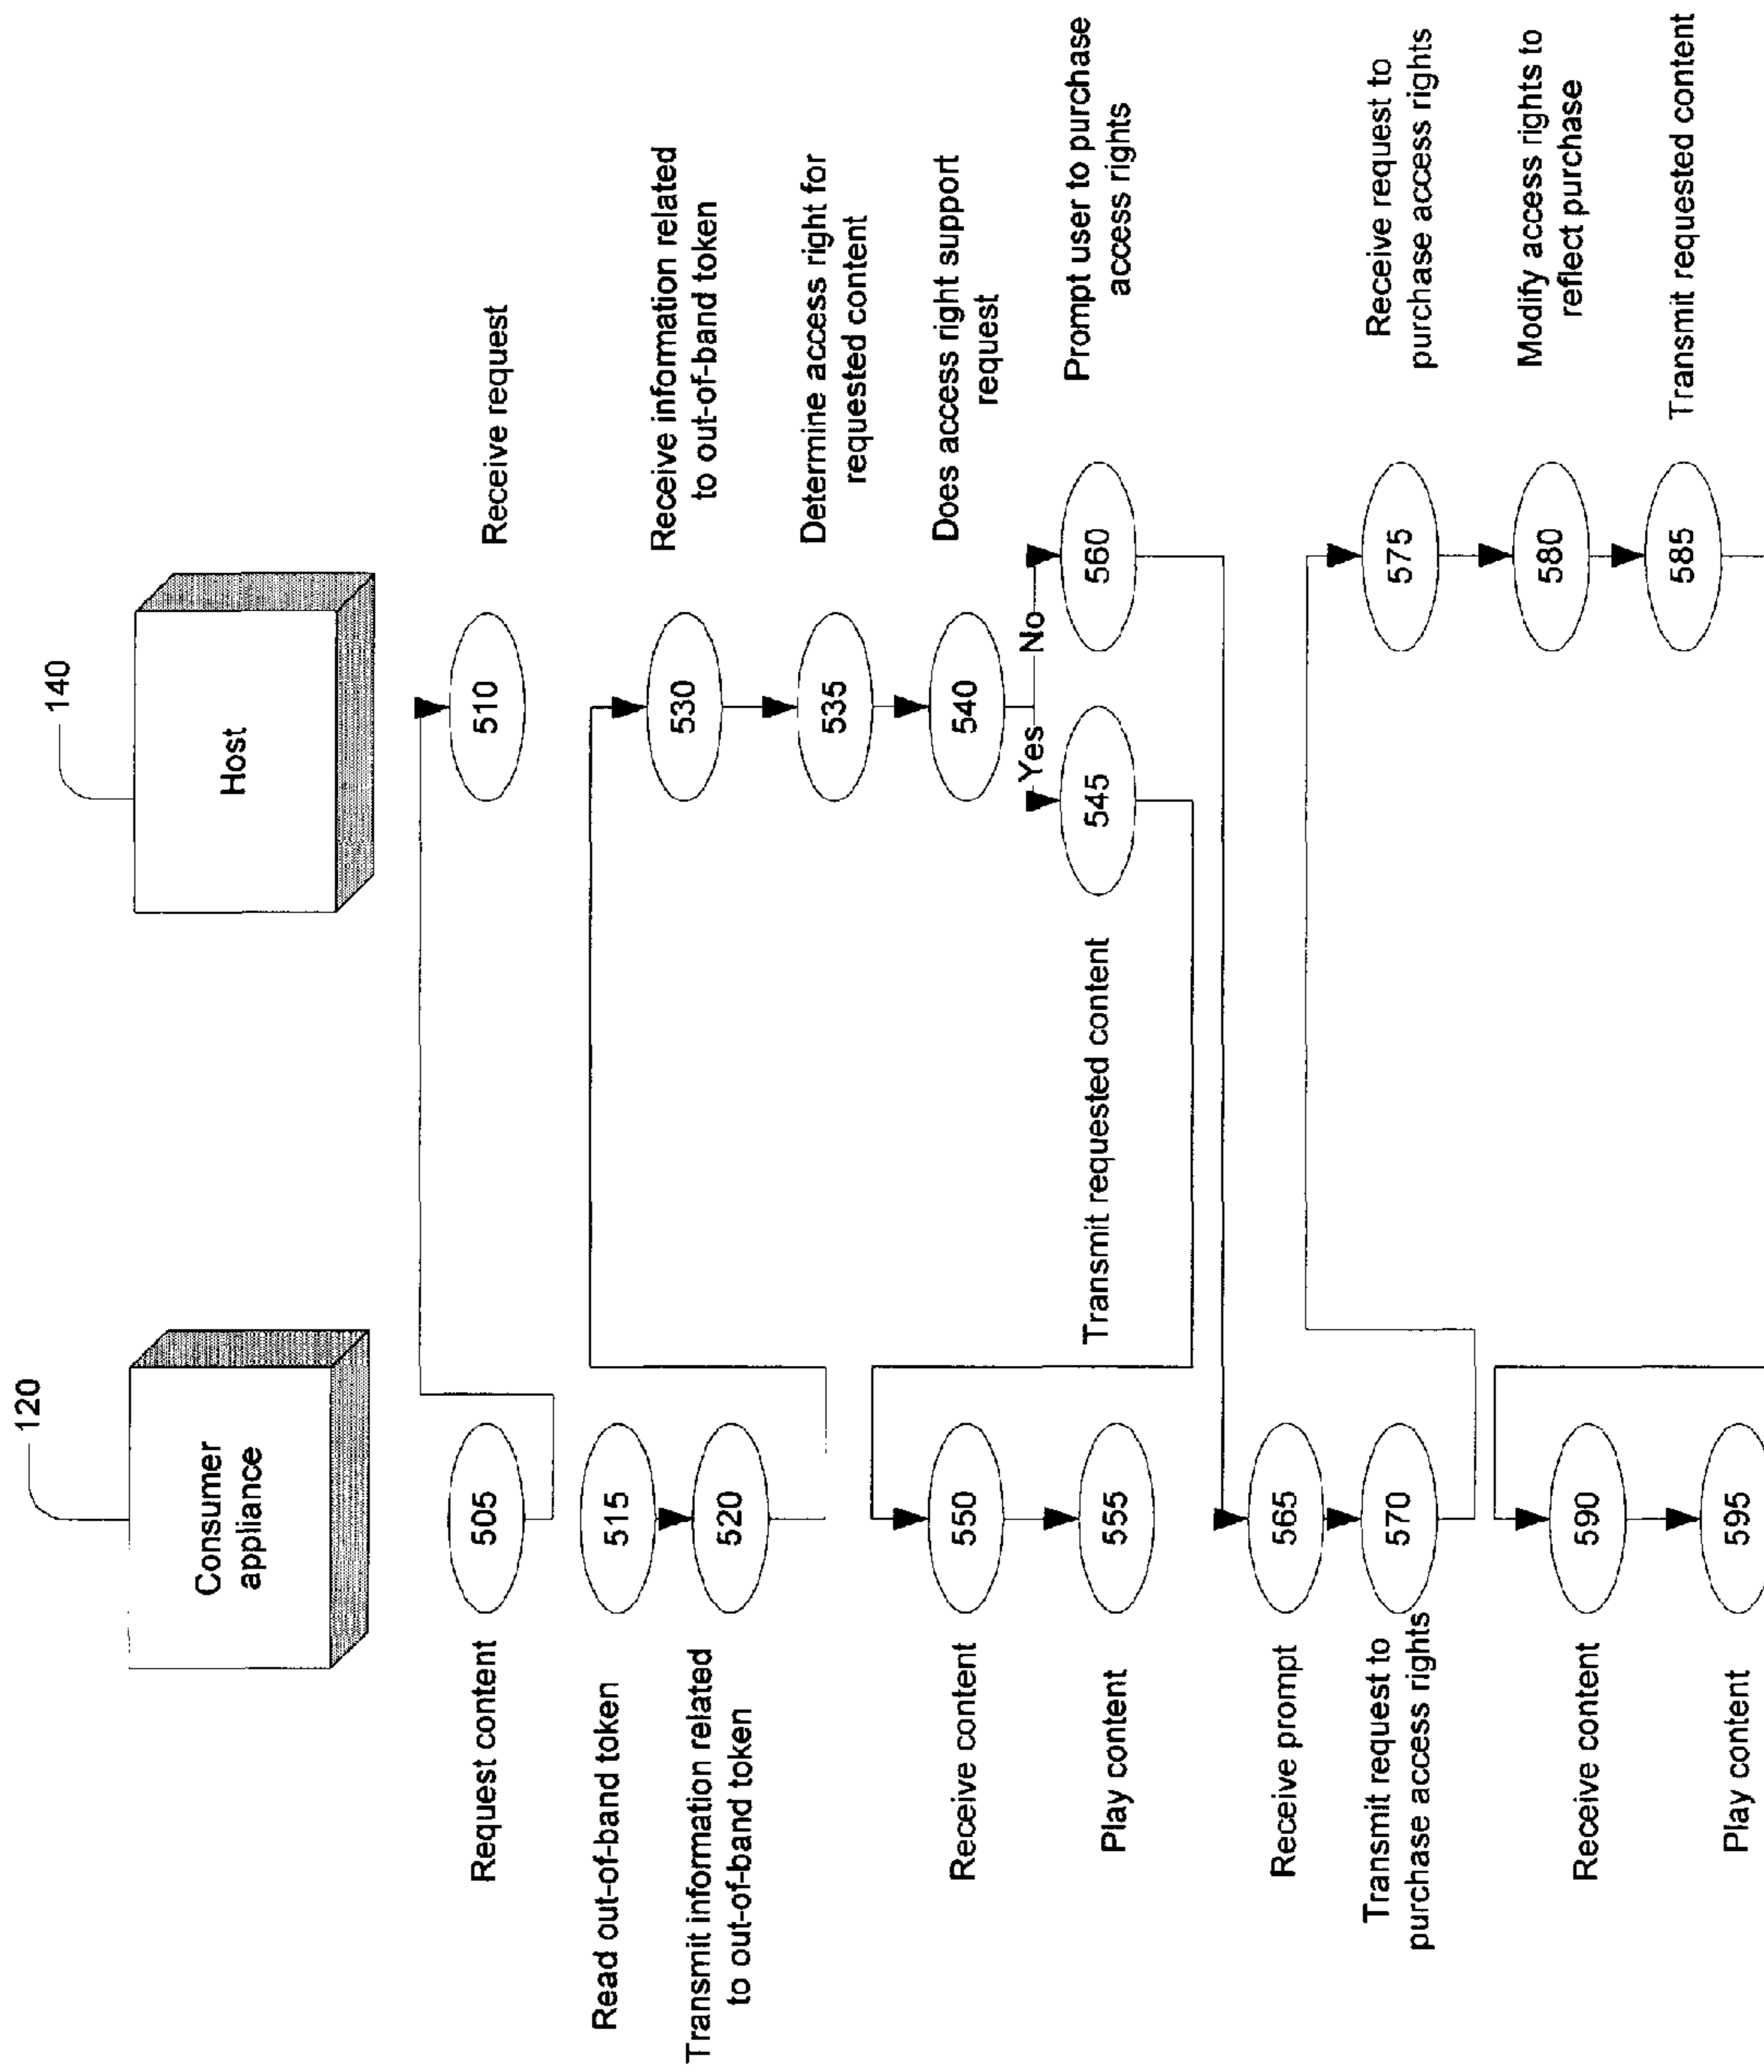 120
Consumer
appliance
140
Host
Request content
505
510
Receive request
Read out-of-band token
515
Transmit information related
to out-of-band token
520
530
Receive information related
to out-of-band token
535
Determine access right for
requested content
540
Does access right support
request
Yes
No
545
Transmit requested content
560
Prompt user to purchase
access rights
Receive content
550
Play content
555
Receive prompt
565
Transmit request to
purchase access rights
570
575
Receive request to
purchase access rights
580
Modify access rights to
reflect purchase
585
Transmit requested content
Receive content
590
Play content
595